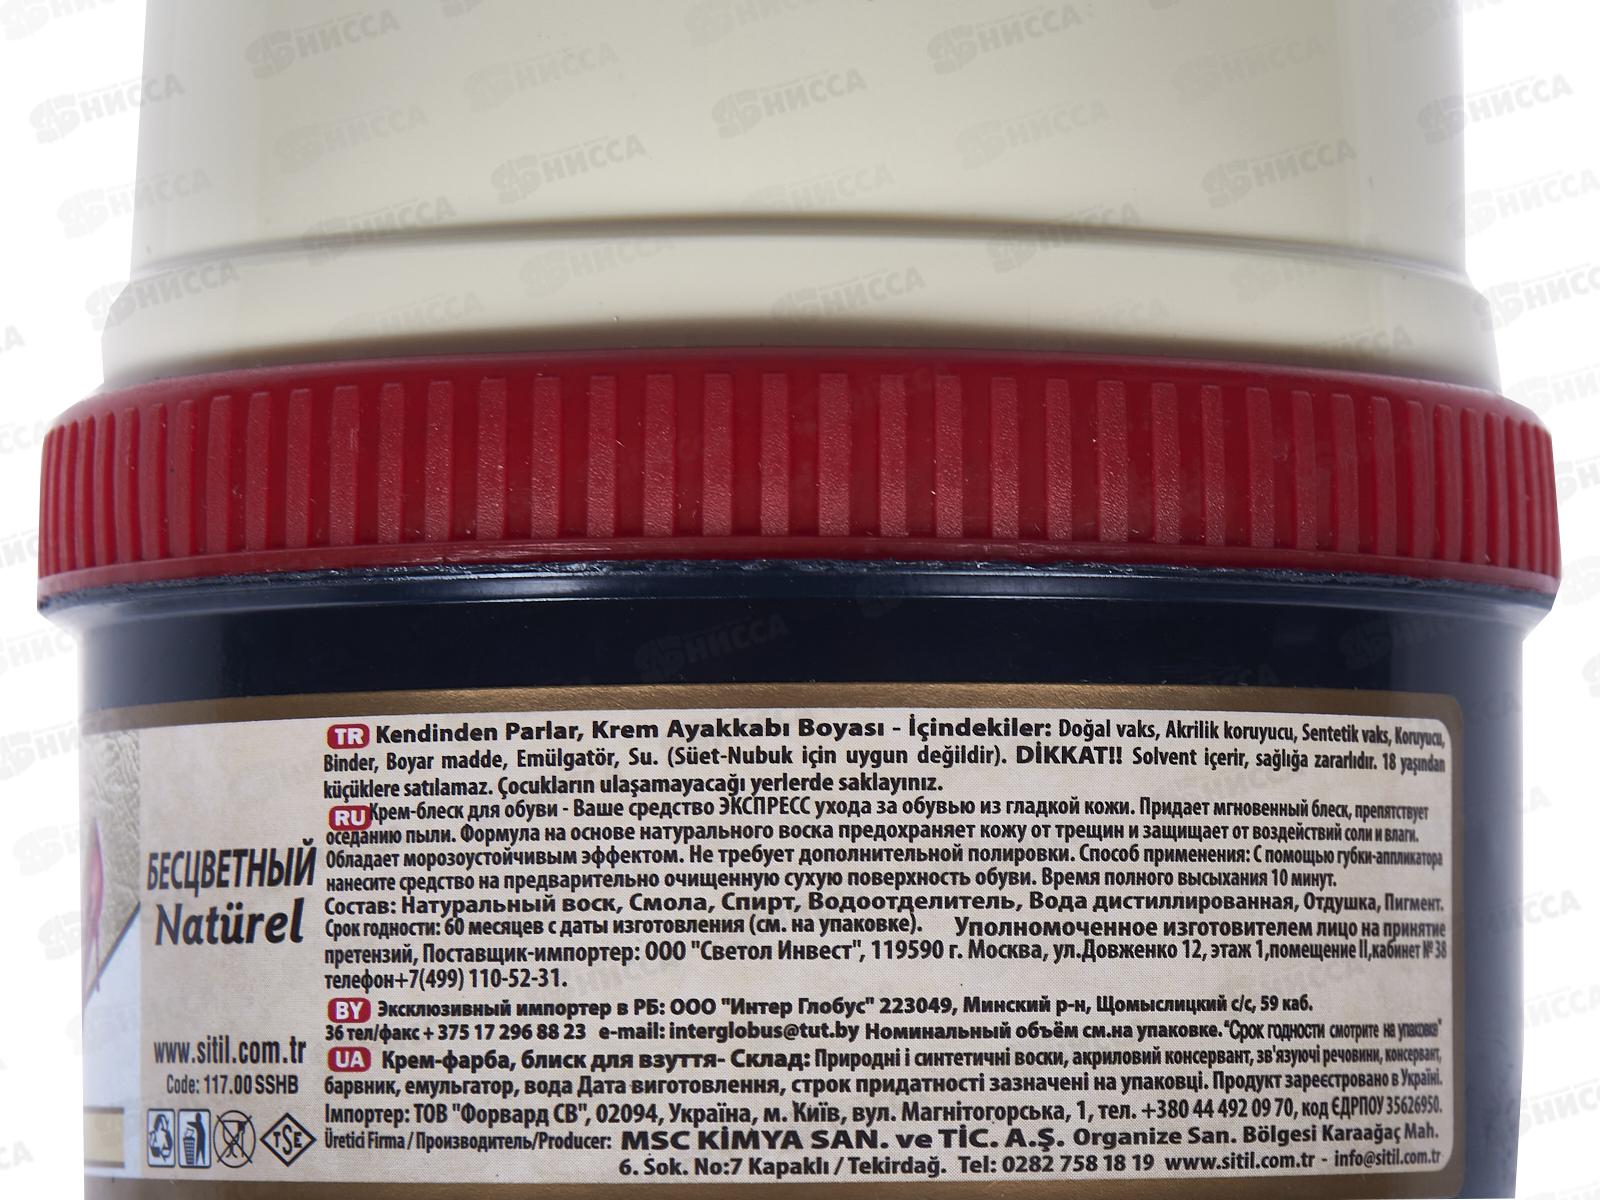 TR Kendinden Parlar, Krem Ayakkabı Boyası - İçindekiler: Doğal vaks, Akrilik koruyucu, Sentetik vaks, Koruyucu,
Binder, Boyar madde, Emülgatör, Su. (Süet-Nubuk için uygun değildir). DİKKAT!! Solvent içerir, sağlığa zararlıdır. 18 yaşından
küçüklere satılamaz. Çocukların ulaşamayacağı yerlerde saklayınız.
RU Крем-блеск для обуви - Ваше средство ЭКСПРЕСС ухода за обувью из гладкой кожи. Придает мгновенный блеск, препятствует
оседанию пыли. Формула на основе натурального воска предохраняет кожу от трещин и защищает от воздействий соли и влаги.
Обладает морозоустойчивым эффектом. Не требует дополнительной полировки. Способ применения: С помощью губки-аппликатора
нанесите средство на предварительно очищенную сухую поверхность обуви. Время полного высыхания 10 минут.
Состав: Натуральный воск, Смола, Спирт, Водоотделитель, Вода дистиллированная, Отдушка, Пигмент.
Срок годности: 60 месяцев с даты изготовления (см. на упаковке). Уполномоченное изготовителем лицо на принятие
претензий, Поставщик-импортер: ООО "Светол Инвест", 119590 г. Москва, ул.Довженко 12, этаж 1,помещение II,кабинет № 38
телефон+7(499) 110-52-31.
BY Эксклюзивный импортер в РБ: ООО "Интер Глобус" 223049, Минский р-н, Щомыслицкий с/с, 59 каб.
36 тел/факс + 375 17 296 88 23 e-mail: interglobus@tut.by Номинальный объём см.на упаковке."Срок годности смотрите на упаковке"
UA Крем-фарба, блиск для взуття- Склад: Природні і синтетичні воски, акриловий консервант, зв'язуючі речовини, консервант,
барвник, емульгатор, вода Дата виготовлення, строк придатності зазначені на упаковці. Продукт зареєстровано в Україні.
Імпортер: ТОВ "Форвард СВ", 02094, Україна, м. Київ, вул. Магнітогорська, 1, тел. +380 44 492 09 70, код ЄДРПОУ 35626950.
Üretici Firma / Производитель/Producer: MSC KİMYA SAN. ve TİC. A.Ş. Organize San. Bölgesi Karaağaç Mah.
6. Sok. No:7 Kapaklı / Tekirdağ. Tel: 0282 758 18 19 www.sitil.com.tr - info@sitil.com.tr
БЕСЦВЕТНЫЙ
Natürel
www.sitil.com.tr
Code: 117.00 SSHB
TSE
НИССА